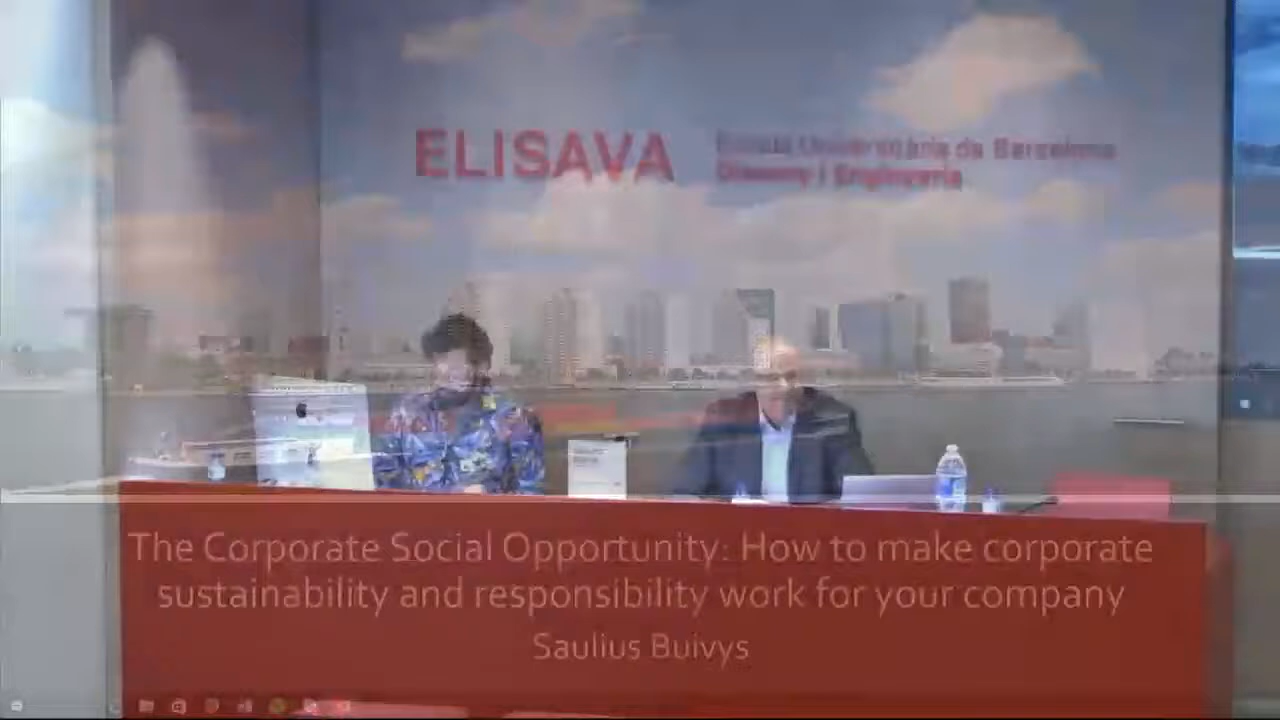 ELISAVA
Escola Universitària de Barcelona
Disseny i Enginyeria
The Corporate Social Opportunity: How to make corporate
sustainability and responsibility work for your company
Saulius Buivys